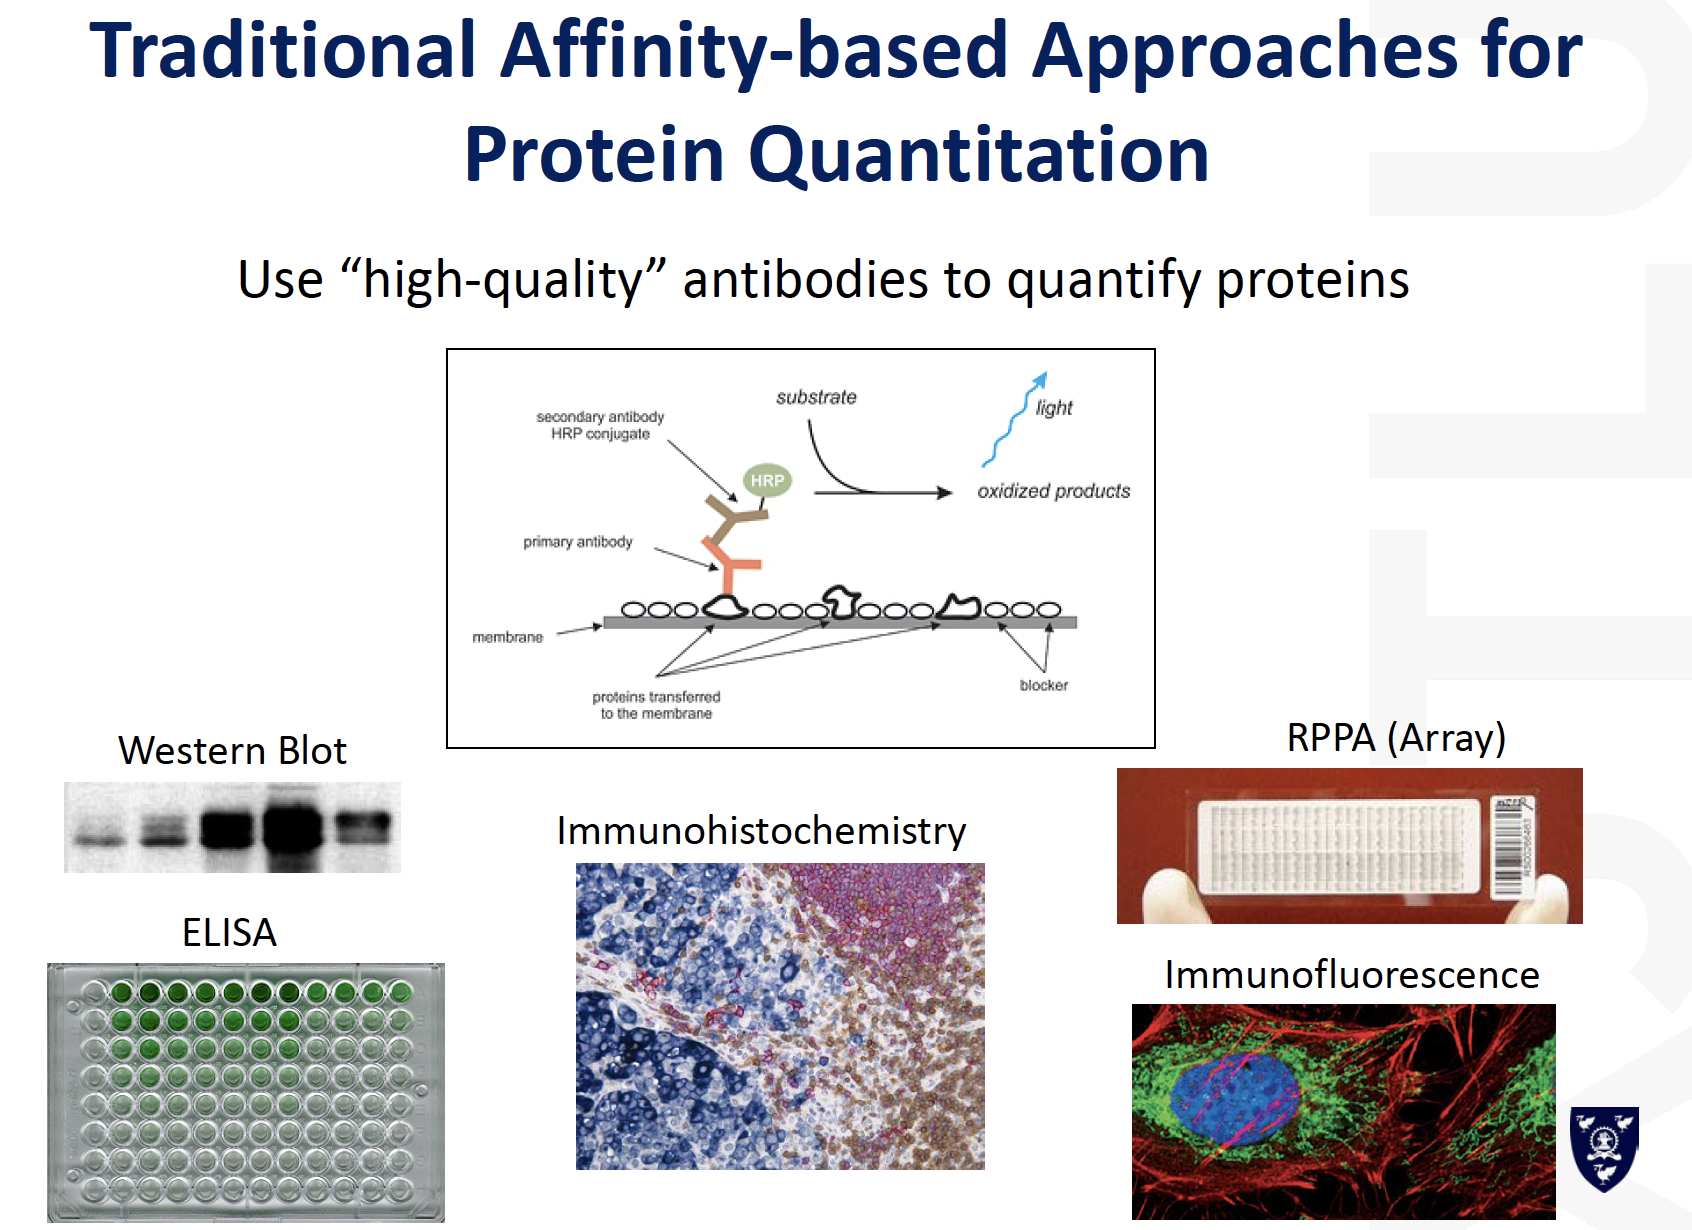 Traditional Affinity-based Approaches for
Protein Quantitation
Use “high-quality” antibodies to quantify proteins
substrate
light
secondary antibody
HRP conjugate
HRP
oxidized products
primary antibody
membrane
proteins transferred
to the membrane
blocker
Western Blot
RPPA (Array)
Immunohistochemistry
ELISA
Immunofluorescence